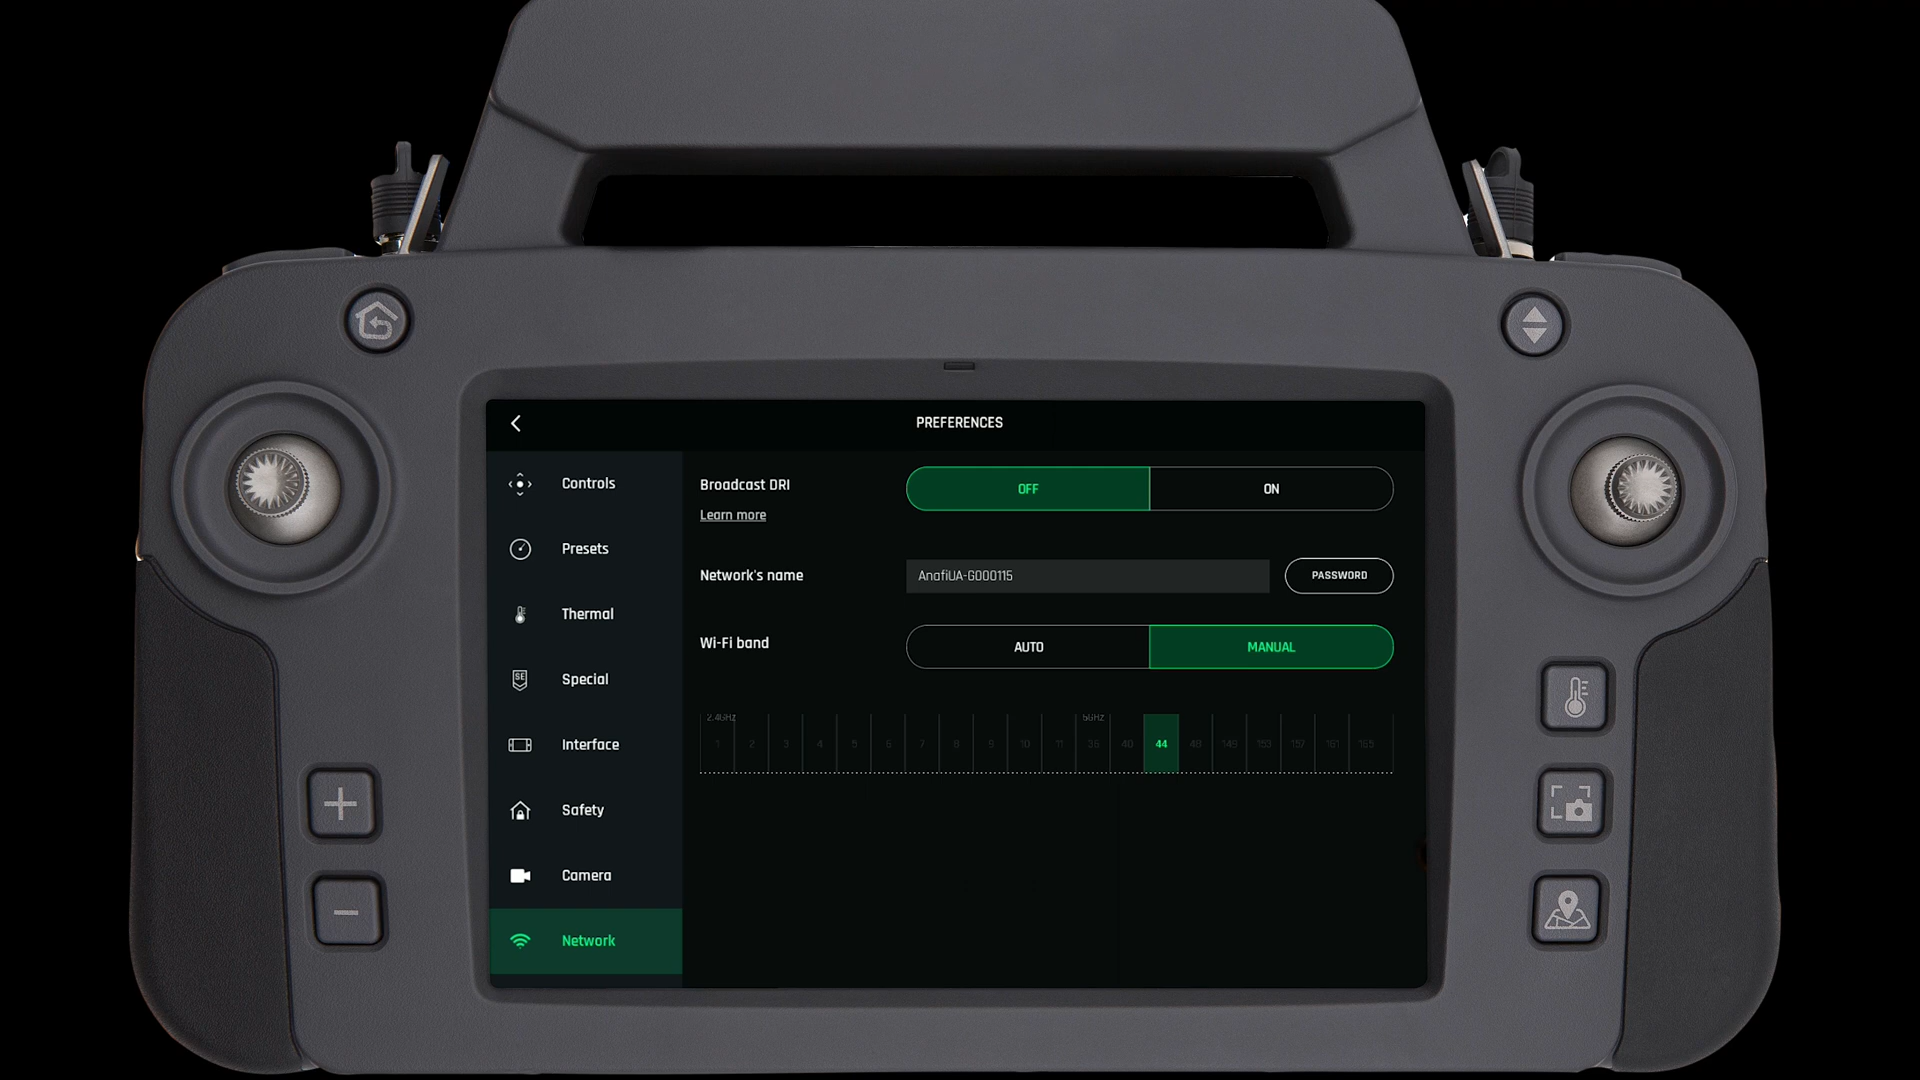 PREFERENCES
Controls
Presets
Thermal
SE
Special
Interface
Safety
Camera
Network
Broadcast DRI
OFF
ON
Learn more
Network's name
AnafiUA-G000115
PASSWORD
Wi-Fi band
AUTO
MANUAL
2.4GHz
5GHz
1 2 3 4 5 6 7 8 9 10 11 36 40 44 48 149 153 157 161 165